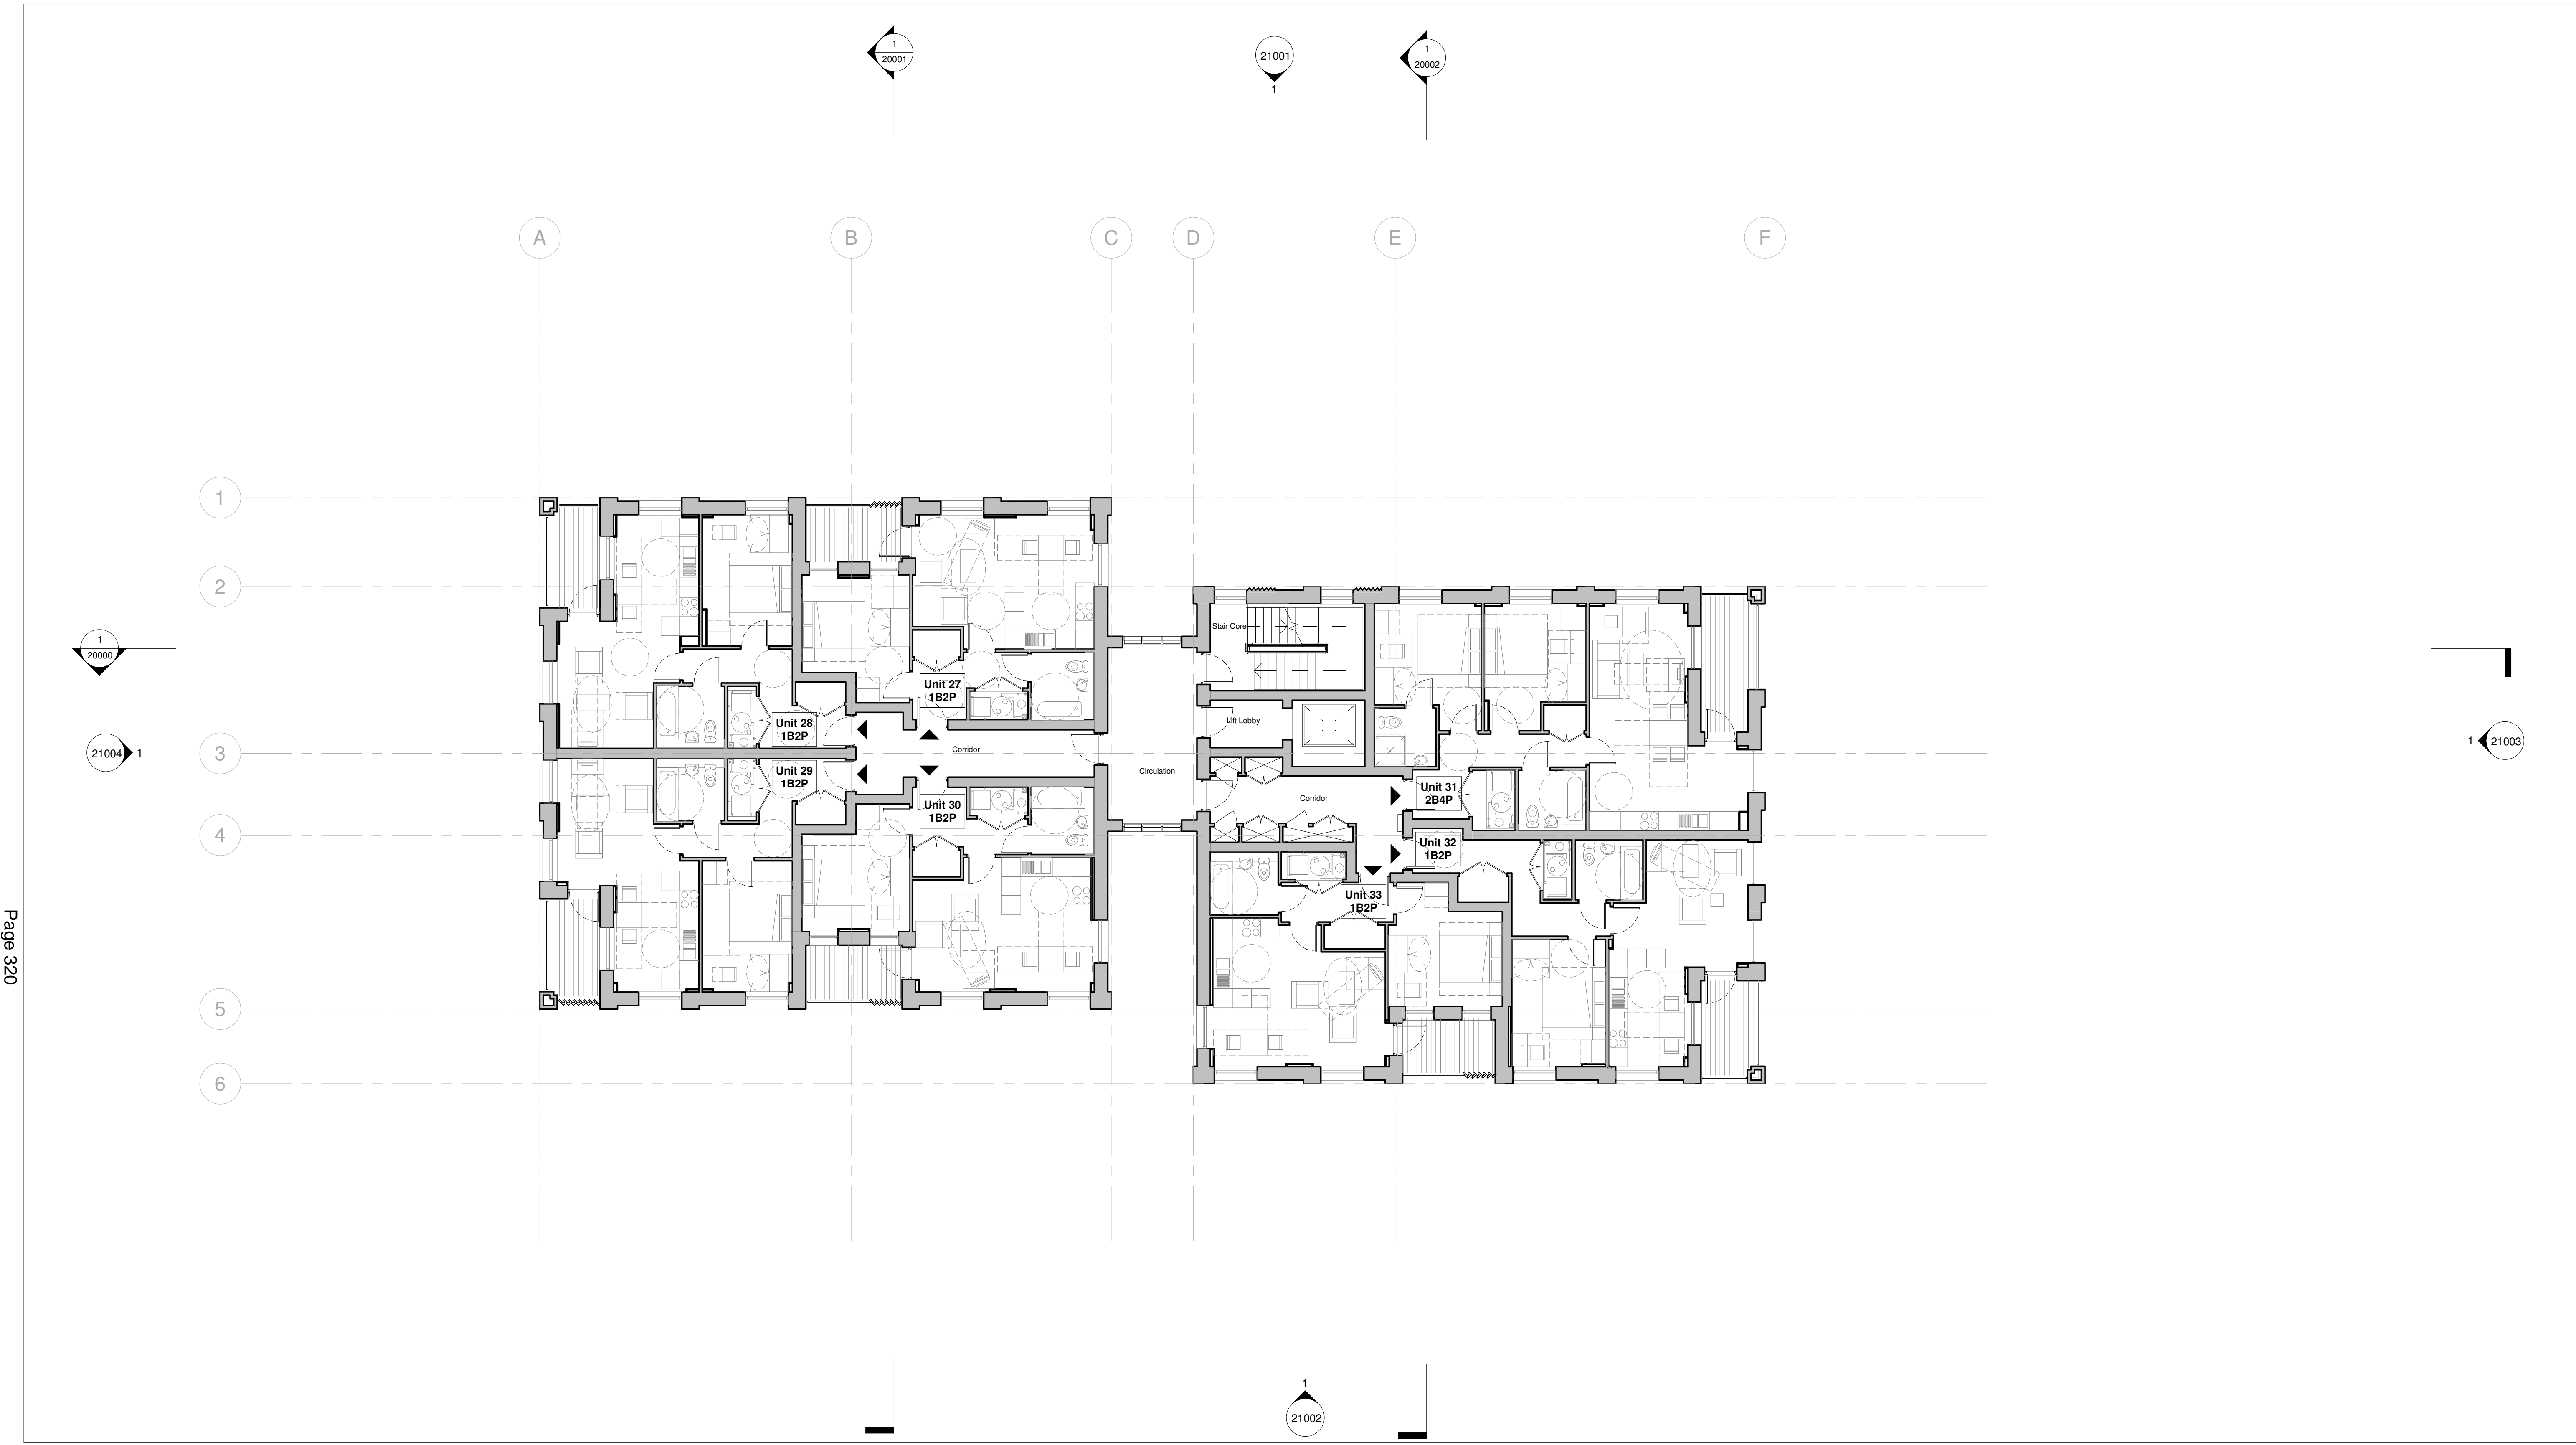 1
20001
21001
1
1
20002
A
B
C
D
E
F
1
2
Stair Core
1
20000
Unit 27
1B2P
Lift Lobby
Unit 28
1B2P
3
21004
1
Corridor
1
21003
Circulation
Unit 29
1B2P
Unit 31
2B4P
Corridor
Unit 30
1B2P
4
Unit 32
1B2P
Unit 33
1B2P
Page 320
5
6
1
21002